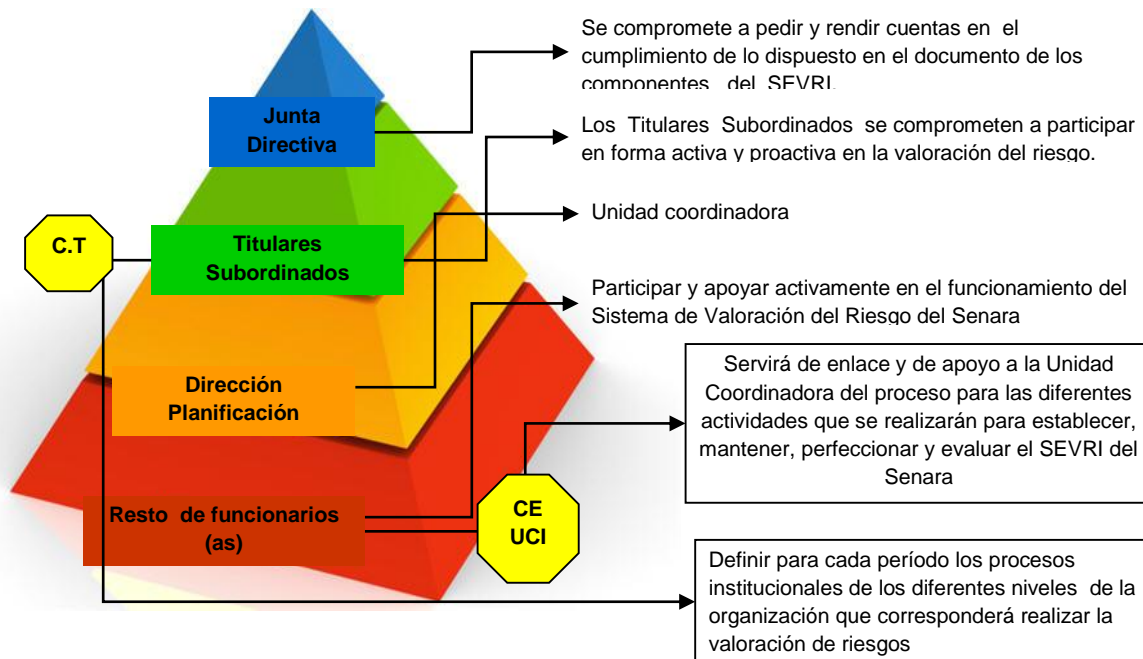 Se compromete a pedir y rendir cuentas en el
cumplimiento de lo dispuesto en el documento de los
componentes del SEVRI.
Junta
Directiva
Los Titulares Subordinados se comprometen a participar
en forma activa y proactiva en la valoración del riesgo.
Unidad coordinadora
C.T
Titulares
Subordinados
Participar y apoyar activamente en el funcionamiento del
Sistema de Valoración del Riesgo del Senara
Dirección
Planificación
Servirá de enlace y de apoyo a la Unidad
Coordinadora del proceso para las diferentes
actividades que se realizarán para establecer,
mantener, perfeccionar y evaluar el SEVRI del
Senara
Resto de funcionarios
(as)
CE
UCI
Definir para cada período los procesos
institucionales de los diferentes niveles de la
organización que corresponderá realizar la
valoración de riesgos